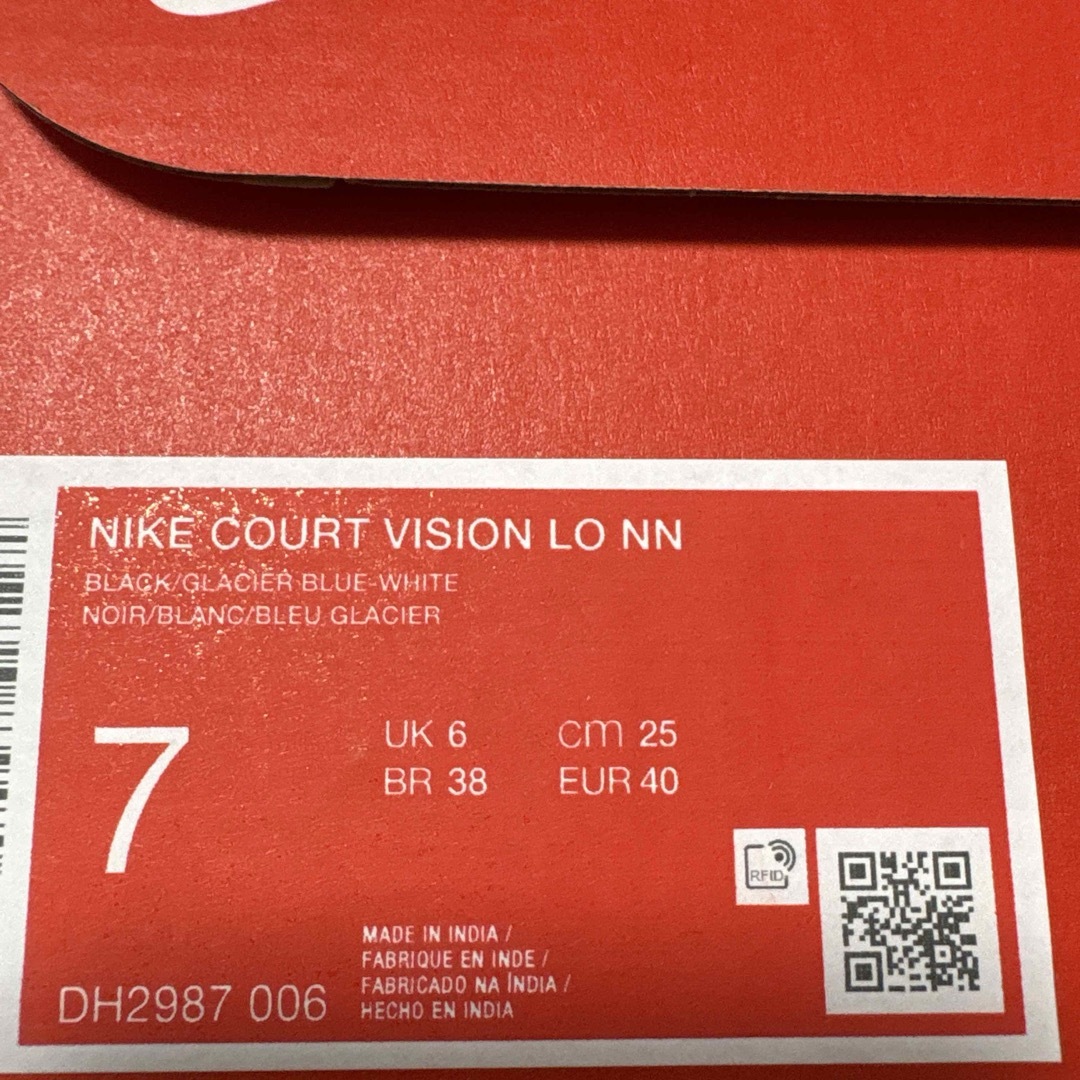 NIKE COURT VISION LO NN
BLACK/GLACIER BLUE-WHITE
NOIR/BLANC/BLEU GLACIER
7
UK 6 cm 25
BR 38 EUR 40
RFID
MADE IN INDIA /
FABRIQUE EN INDE /
FABRICADO NA ÍNDIA /
HECHO EN INDIA
DH2987 006